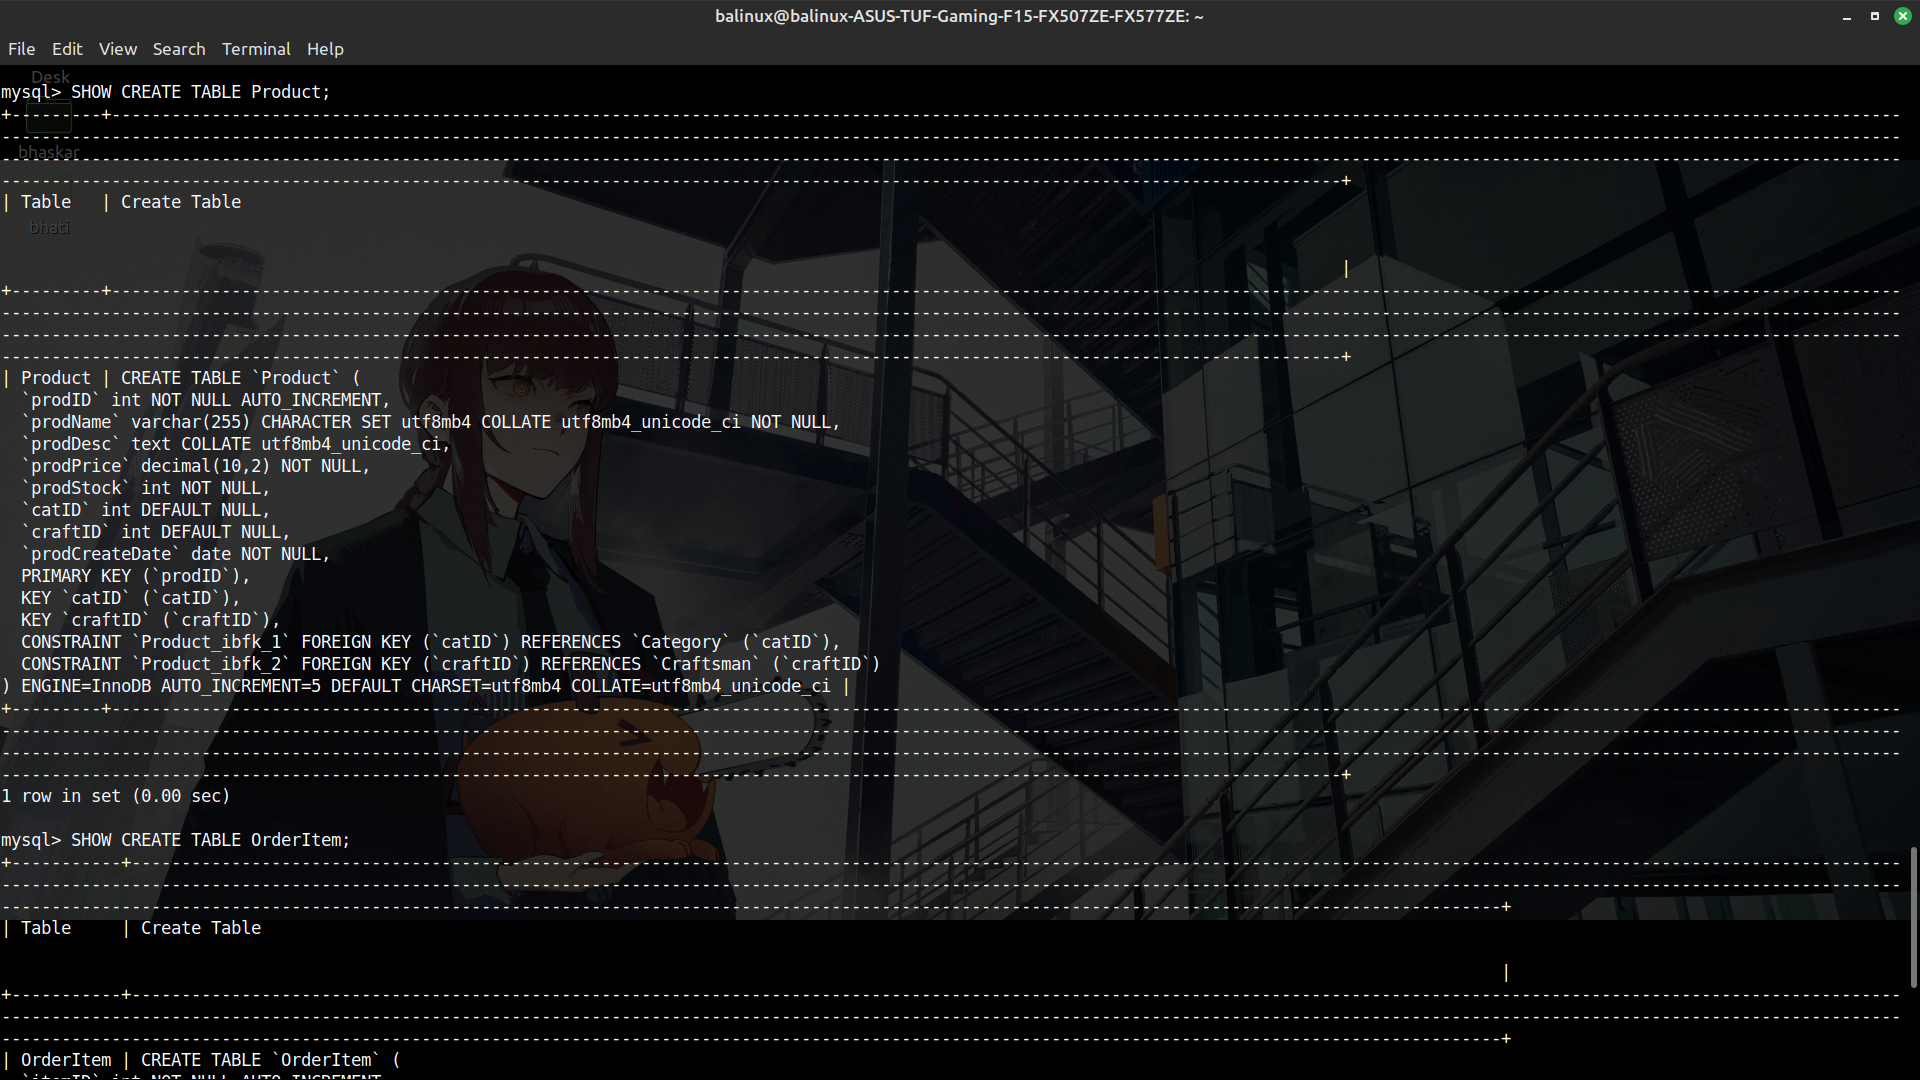 balinux@balinux-ASUS-TUF-Gaming-F15-FX507ZE-FX577ZE: ~
File Edit View Search Terminal Help
Desk
mysql> SHOW CREATE TABLE Product;
bhaskar
| Table   | Create Table
bhati
|
| Product | CREATE TABLE `Product` (
  `prodID` int NOT NULL AUTO_INCREMENT,
  `prodName` varchar(255) CHARACTER SET utf8mb4 COLLATE utf8mb4_unicode_ci NOT NULL,
  `prodDesc` text COLLATE utf8mb4_unicode_ci,
  `prodPrice` decimal(10,2) NOT NULL,
  `prodStock` int NOT NULL,
  `catID` int DEFAULT NULL,
  `craftID` int DEFAULT NULL,
  `prodCreateDate` date NOT NULL,
  PRIMARY KEY (`prodID`),
  KEY `catID` (`catID`),
  KEY `craftID` (`craftID`),
  CONSTRAINT `Product_ibfk_1` FOREIGN KEY (`catID`) REFERENCES `Category` (`catID`),
  CONSTRAINT `Product_ibfk_2` FOREIGN KEY (`craftID`) REFERENCES `Craftsman` (`craftID`)
) ENGINE=InnoDB AUTO_INCREMENT=5 DEFAULT CHARSET=utf8mb4 COLLATE=utf8mb4_unicode_ci |
1 row in set (0.00 sec)
mysql> SHOW CREATE TABLE OrderItem;
| Table     | Create Table
|
| OrderItem | CREATE TABLE `OrderItem` (
  `itemID` int NOT NULL AUTO_INCREMENT,